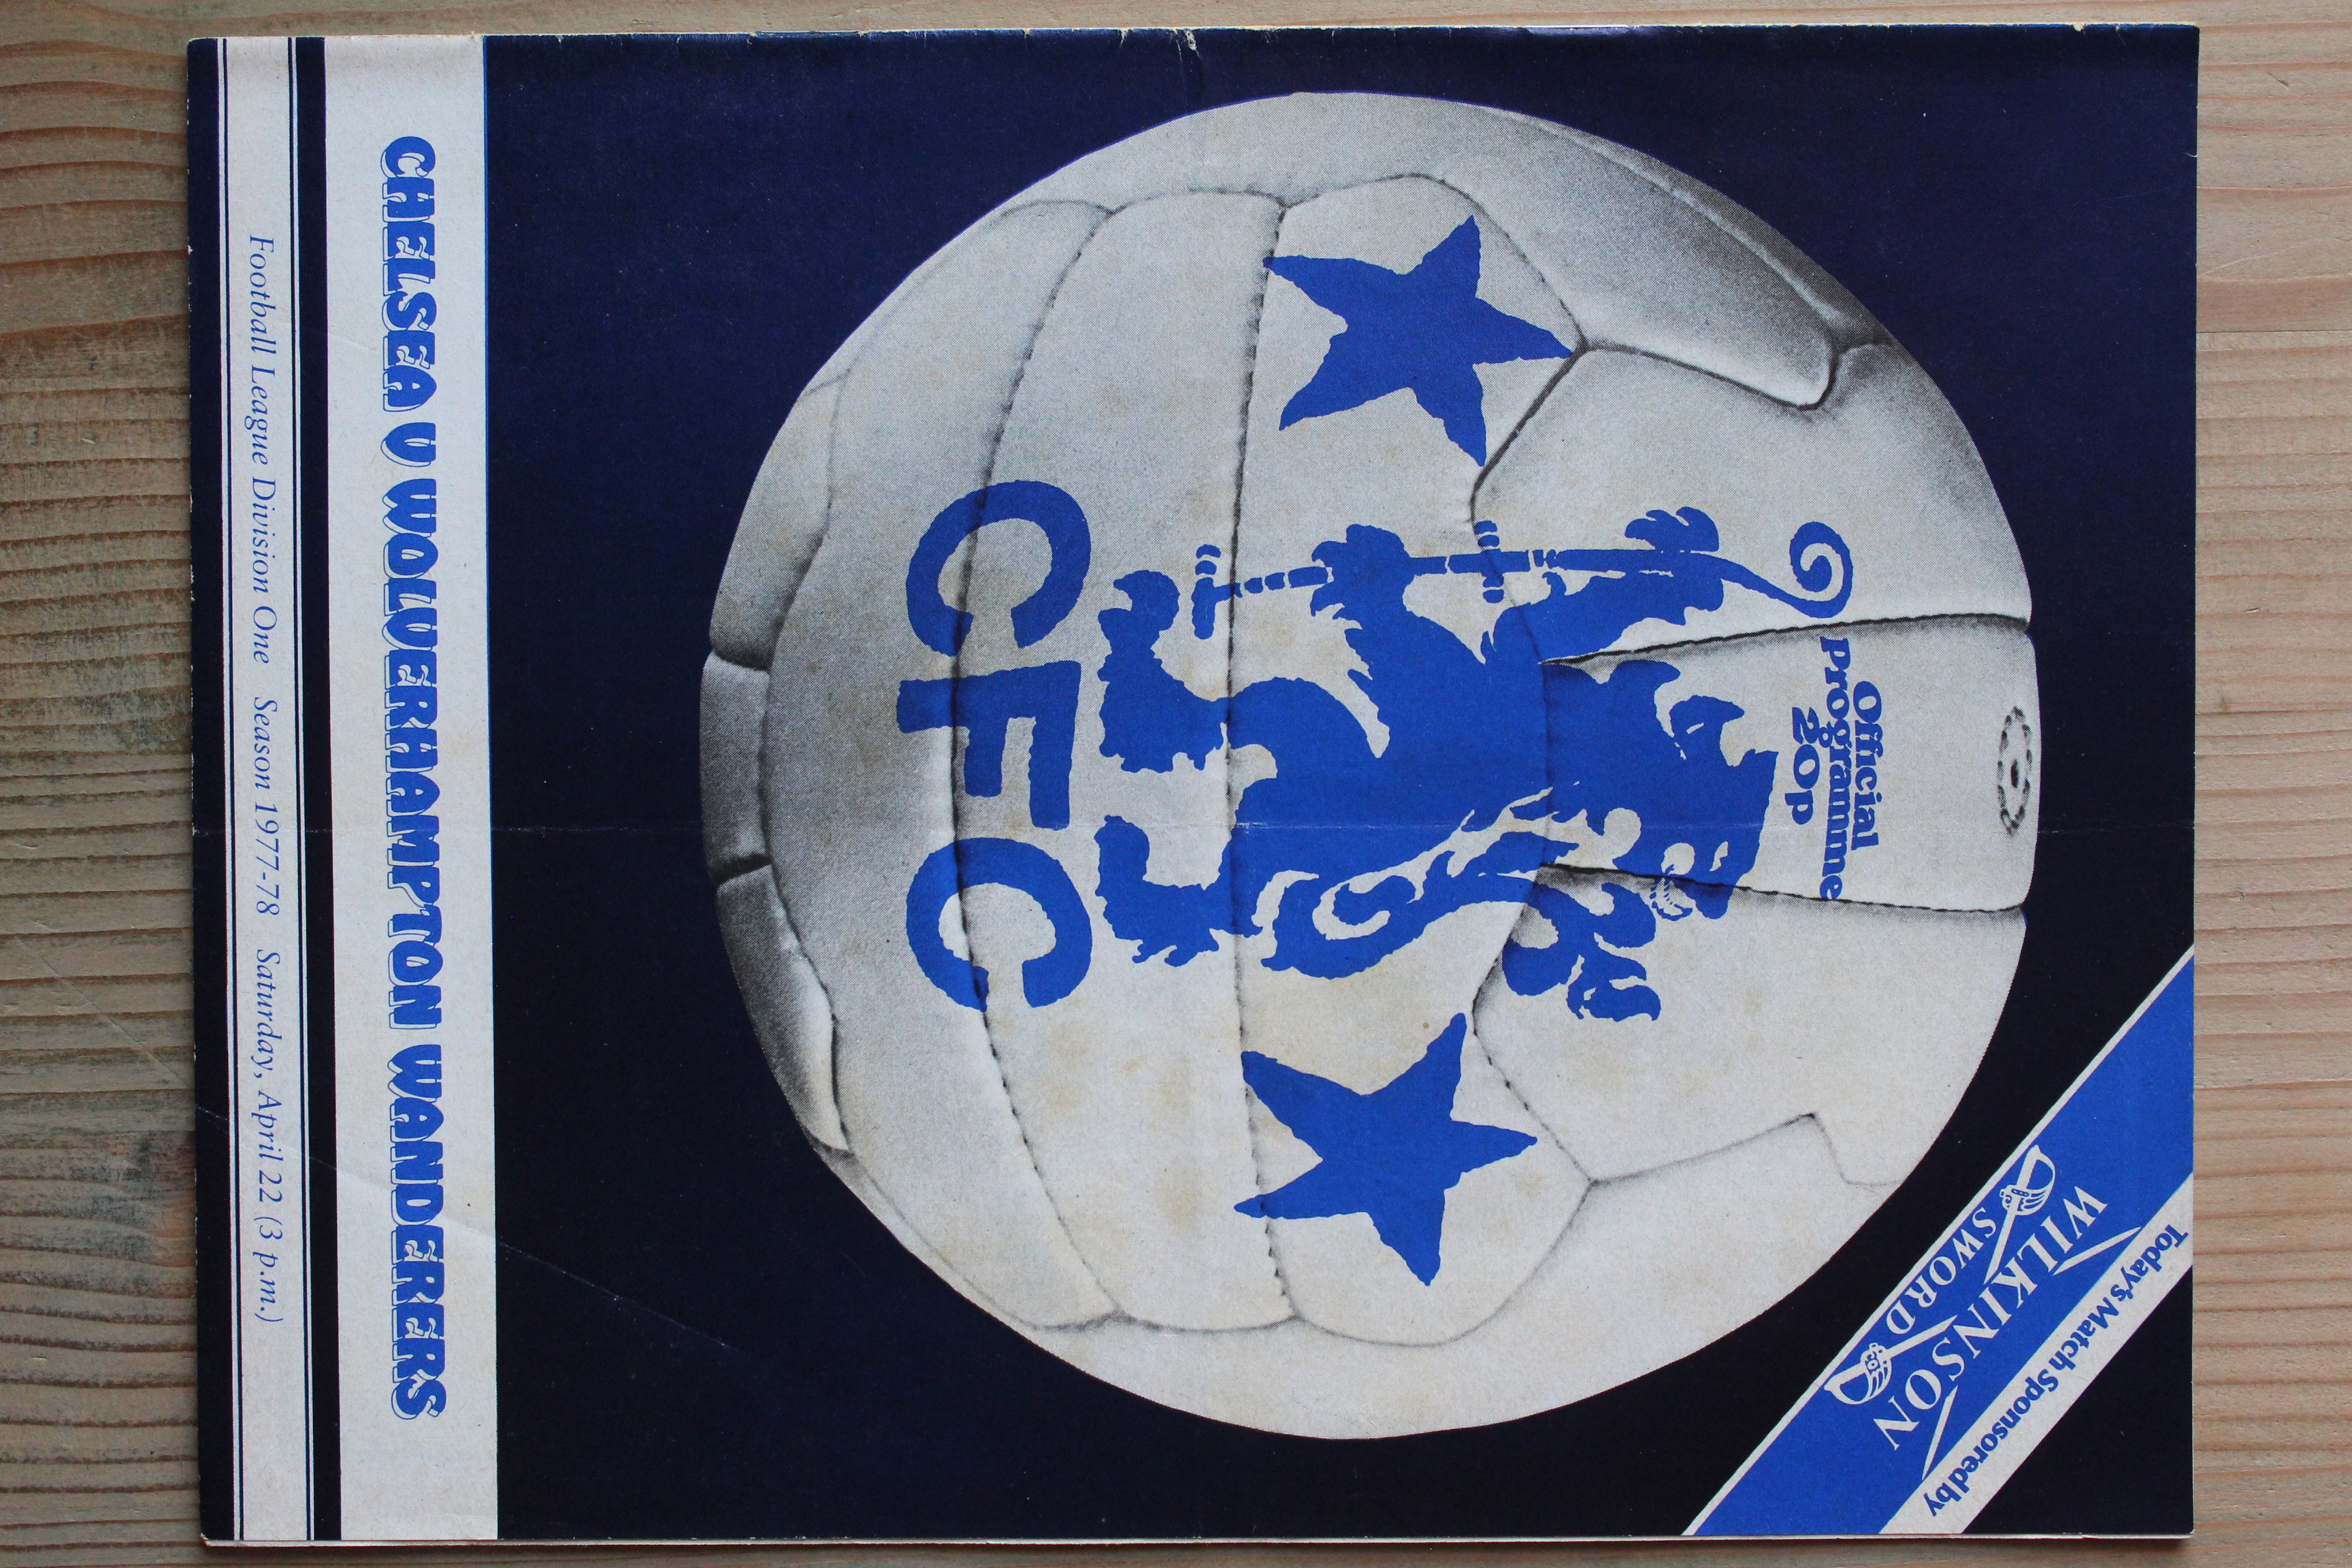 Today's Match Sponsored by
WILKINSON
SWORD
Official
Programme
20p
CFC
CHELSEA V WOLVERHAMPTON WANDERERS
Football League Division One Season 1977-78 Saturday, April 22 (3 p.m.)